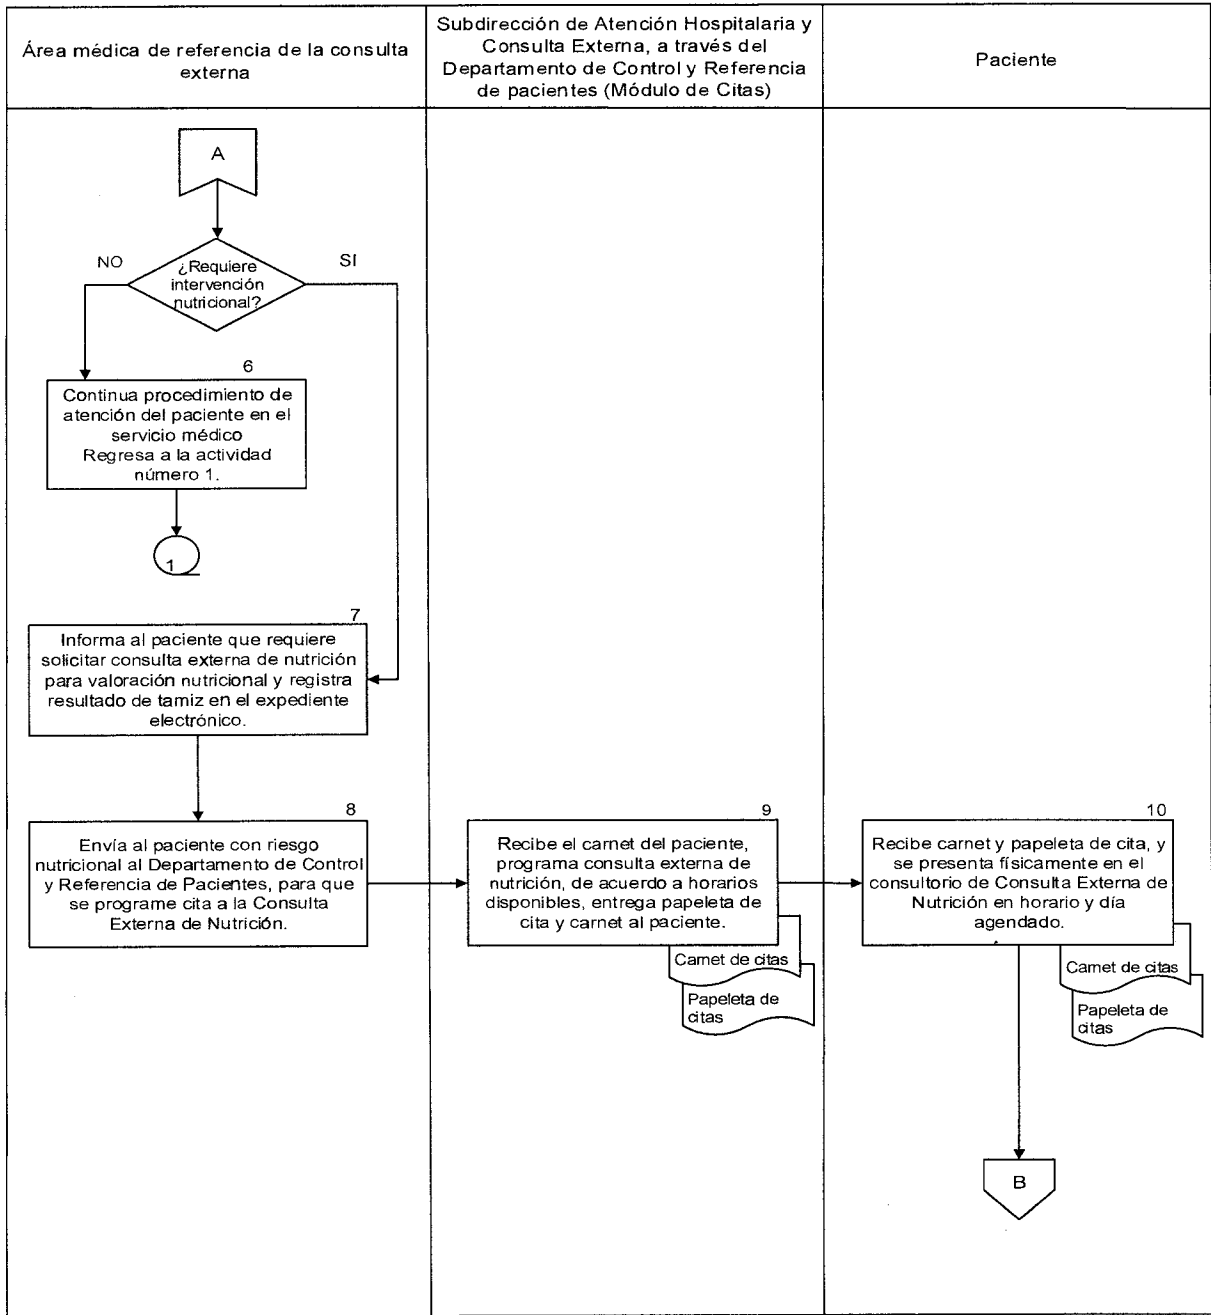 Área médica de referencia de la consulta
externa
Subdirección de Atención Hospitalaria y
Consulta Externa, a través del
Departamento de Control y Referencia
de pacientes (Módulo de Citas)
Paciente
A
¿Requiere
intervención
nutricional?
NO
SI
6
Continua procedimiento de
atención del paciente en el
servicio médico
Regresa a la actividad
número 1.
1
7
Informa al paciente que requiere
solicitar consulta externa de nutrición
para valoración nutricional y registra
resultado de tamiz en el expediente
electrónico.
8
Envía al paciente con riesgo
nutricional al Departamento de Control
y Referencia de Pacientes, para que
se programe cita a la Consulta
Externa de Nutrición.
9
Recibe el carnet del paciente,
programa consulta externa de
nutrición, de acuerdo a horarios
disponibles, entrega papeleta de
cita y carnet al paciente.
Carnet de citas
Papeleta de
citas
10
Recibe carnet y papeleta de cita, y
se presenta físicamente en el
consultorio de Consulta Externa de
Nutrición en horario y día
agendado.
Carnet de citas
Papeleta de
citas
B